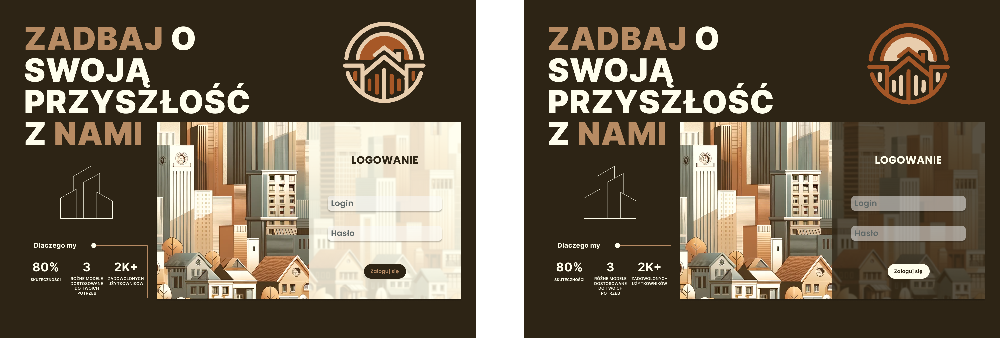 ZADBAJ O
SWOJĄ
PRZYSZŁOŚĆ
Z NAMI
LOGOWANIE
Login
Hasło
Zaloguj się
Dlaczego my
80%
SKUTECZNOŚCI
3
RÓŻNE MODELE
DOSTOSOWANE
DO TWOICH
POTRZEB
2K+
ZADOWOLONYCH
UŻYTKOWNIKÓW
ZADBAJ O
SWOJĄ
PRZYSZŁOŚĆ
Z NAMI
LOGOWANIE
Login
Hasło
Zaloguj się
Dlaczego my
80%
SKUTECZNOŚCI
3
RÓŻNE MODELE
DOSTOSOWANE
DO TWOICH
POTRZEB
2K+
ZADOWOLONYCH
UŻYTKOWNIKÓW